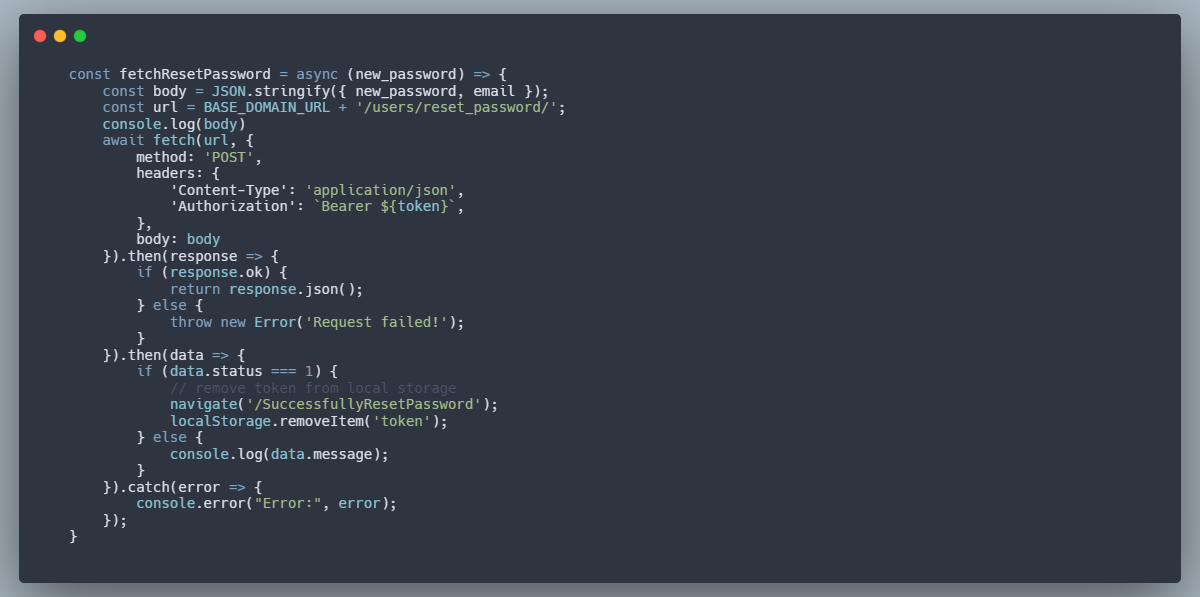 const fetchResetPassword = async (new_password) => {
    const body = JSON.stringify({ new_password, email });
    const url = BASE_DOMAIN_URL + '/users/reset_password/';
    console.log(body)
    await fetch(url, {
        method: 'POST',
        headers: {
            'Content-Type': 'application/json',
            'Authorization': `Bearer ${token}`,
        },
        body: body
    }).then(response => {
        if (response.ok) {
            return response.json();
        } else {
            throw new Error('Request failed!');
        }
    }).then(data => {
        if (data.status === 1) {
            // remove token from local storage
            navigate('/SuccessfullyResetPassword');
            localStorage.removeItem('token');
        } else {
            console.log(data.message);
        }
    }).catch(error => {
        console.error("Error:", error);
    });
}